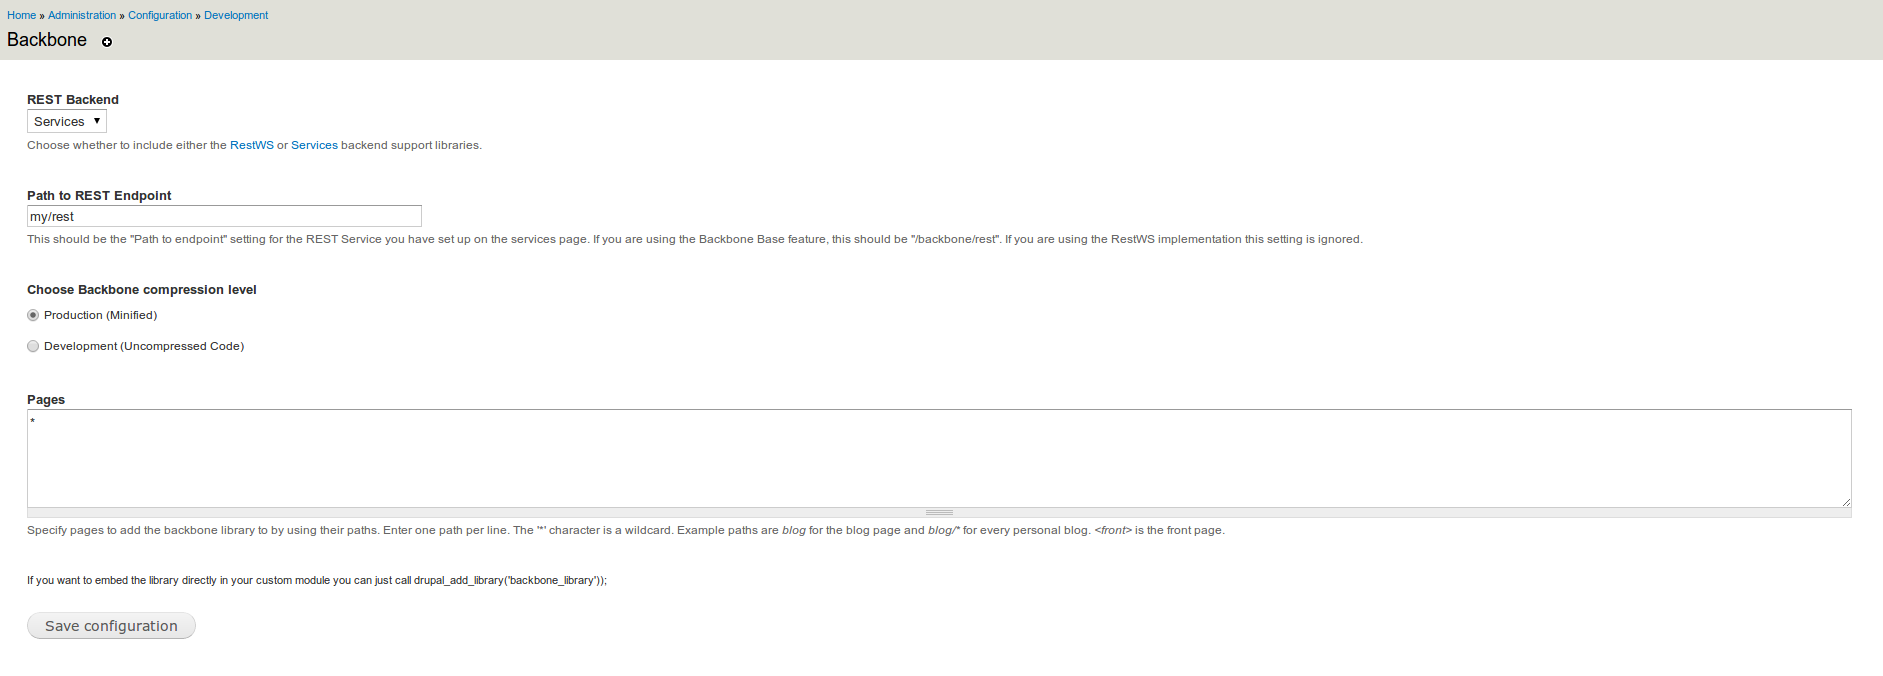 Home » Administration » Configuration » Development
Backbone
REST Backend
Services
Choose whether to include either the RestWS or Services backend support libraries.
Path to REST Endpoint
my/rest
This should be the "Path to endpoint" setting for the REST Service you have set up on the services page. If you are using the Backbone Base feature, this should be "/backbone/rest". If you are using the RestWS implementation this setting is ignored.
Choose Backbone compression level
Production (Minified)
Development (Uncompressed Code)
Pages
*
Specify pages to add the backbone library to by using their paths. Enter one path per line. The '*' character is a wildcard. Example paths are blog for the blog page and blog/* for every personal blog. <front> is the front page.
If you want to embed the library directly in your custom module you can just call drupal_add_library('backbone_library'));
Save configuration